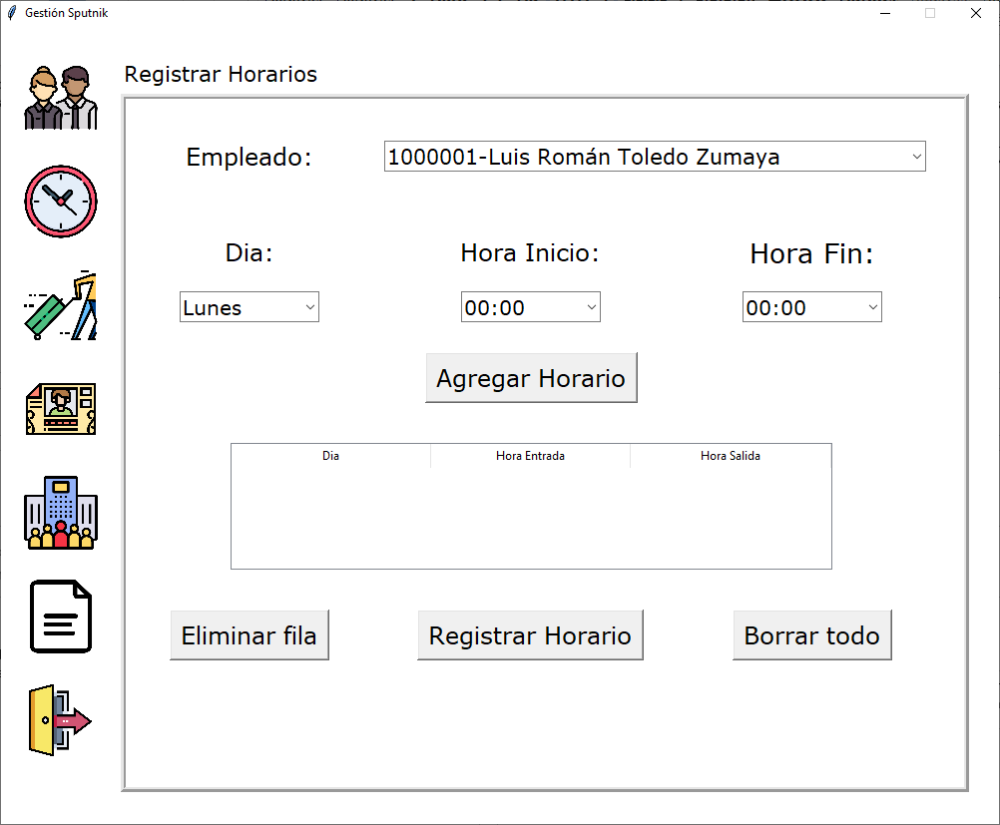 Gestión Sputnik
Registrar Horarios
Empleado: 1000001-Luis Román Toledo Zumaya
Dia: Hora Inicio: Hora Fin:
Lunes 00:00 00:00
Agregar Horario
Dia Hora Entrada Hora Salida
Eliminar fila Registrar Horario Borrar todo